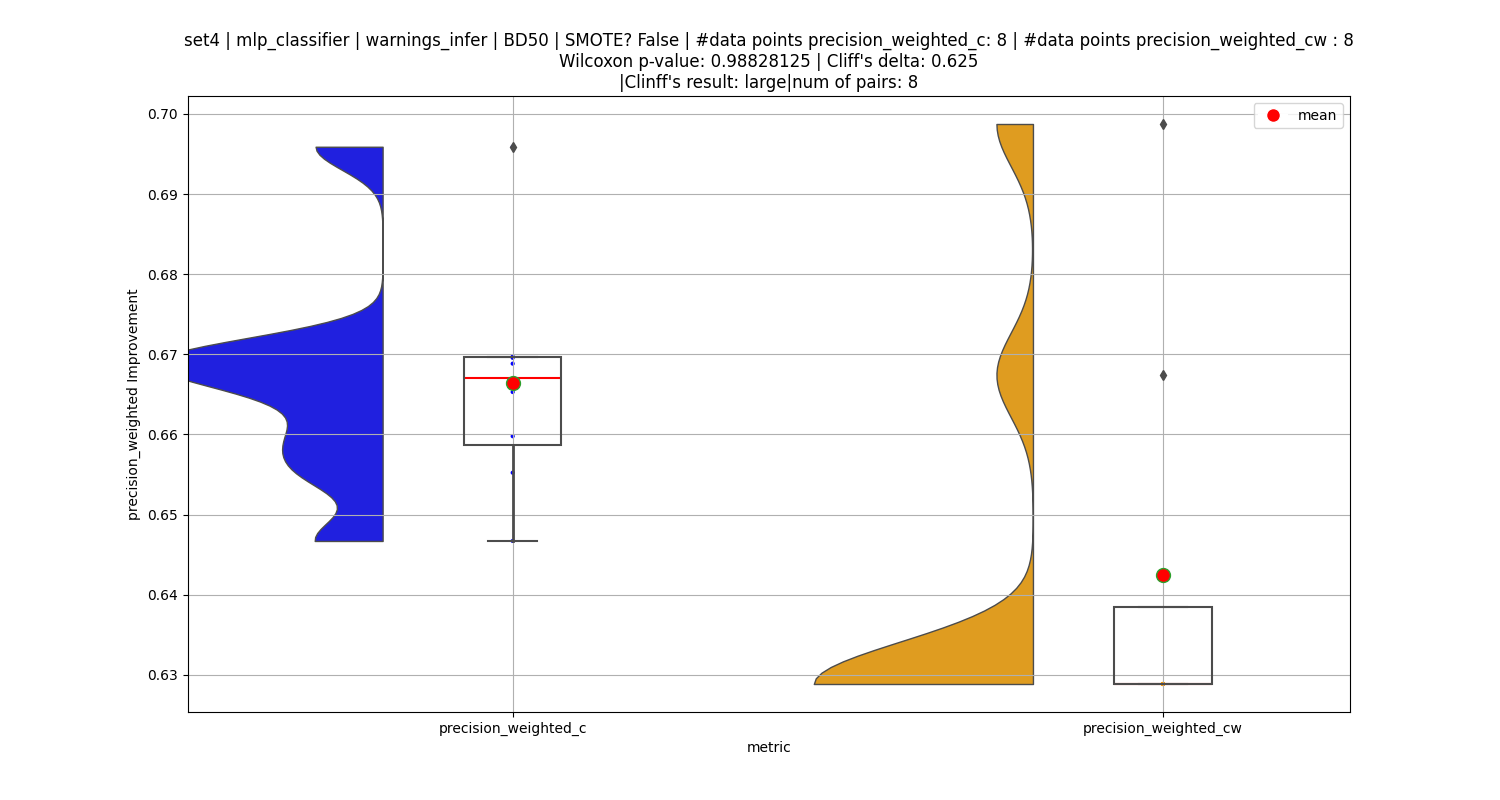 set4 | mlp_classifier | warnings_infer | BD50 | SMOTE? False | #data points precision_weighted_c: 8 | #data points precision_weighted_cw : 8
Wilcoxon p-value: 0.98828125 | Cliff's delta: 0.625
|Clinff's result: large|num of pairs: 8
mean
0.70
0.69
0.68
0.67
0.66
0.65
0.64
0.63
precision_weighted Improvement
precision_weighted_c
precision_weighted_cw
metric